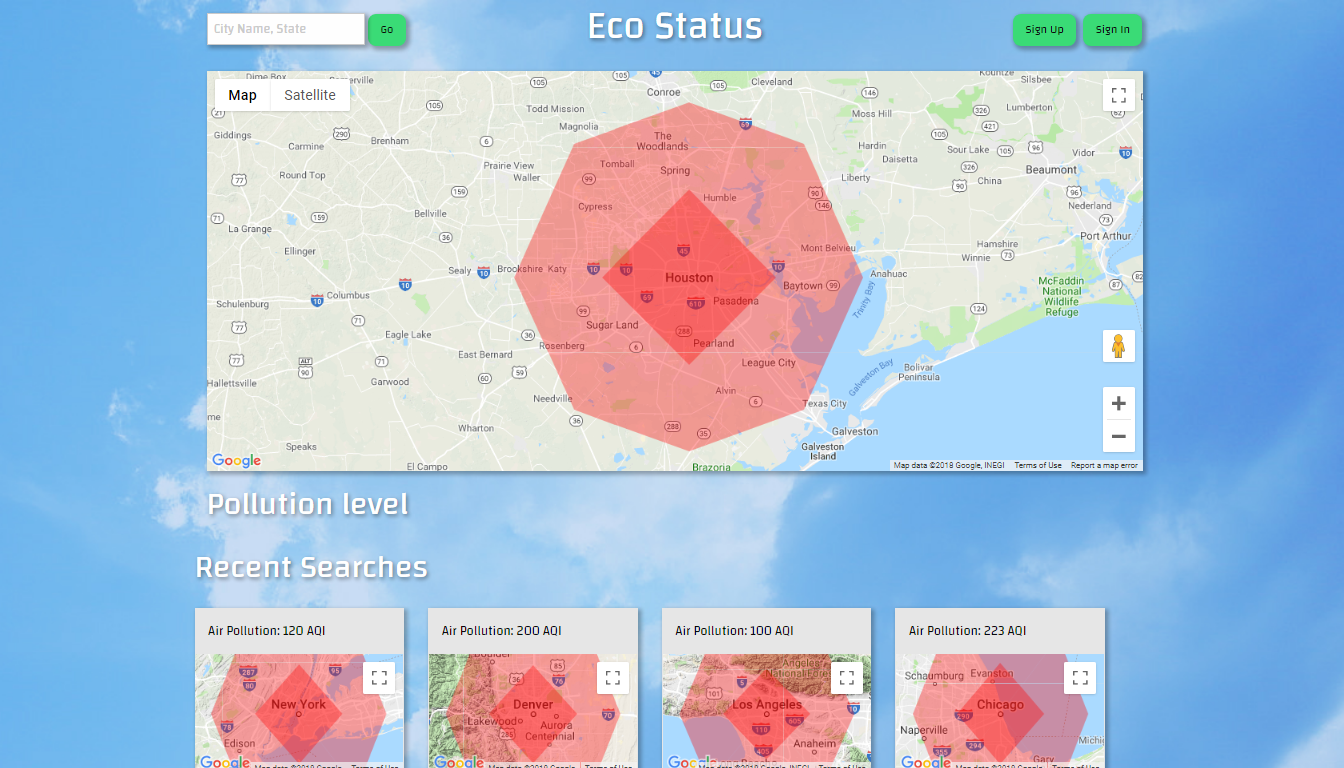 City Name, State
Go
Eco Status
Sign Up
Sign In
Map
Satellite
Dime Box
Conroe
Cleveland
Kountze
Silsbee
Todd Mission
Moss Hill
Lumberton
Giddings
Magnolia
Carmine
Brenham
The Woodlands
Hardin
Sour Lake
Vidor
Prairie View
Tomball
Daisetta
Waller
Spring
Liberty
China
Beaumont
Round Top
Humble
Nederland
Cypress
Bellville
La Grange
Port Arthur
Ellinger
Mont Belvieu
Hamshire
Winnie
Sealy
Brookshire
Katy
Houston
Anahuac
Baytown
McFaddin
National
Wildlife
Refuge
Columbus
Schulenburg
Pasadena
Trinity Bay
Sugar Land
Eagle Lake
Rosenberg
Pearland
East Bernard
League City
Galveston Bay
Bolivar
Peninsula
Hallettsville
Garwood
Alvin
Needville
Texas City
Wharton
Galveston
Speaks
Galveston
Island
El Campo
Brazoria
Google
Map data ©2018 Google, INEGI
Terms of Use
Report a map error
Pollution level
Recent Searches
Air Pollution: 120 AQI
Air Pollution: 200 AQI
Air Pollution: 100 AQI
Air Pollution: 223 AQI
New York
Edison
Boulder
Denver
Lakewood
Aurora
Centennial
Angeles
National Forest
Los Angeles
Anaheim
Schaumburg
Evanston
Chicago
Naperville
Gary
Google
Google
Google
Google